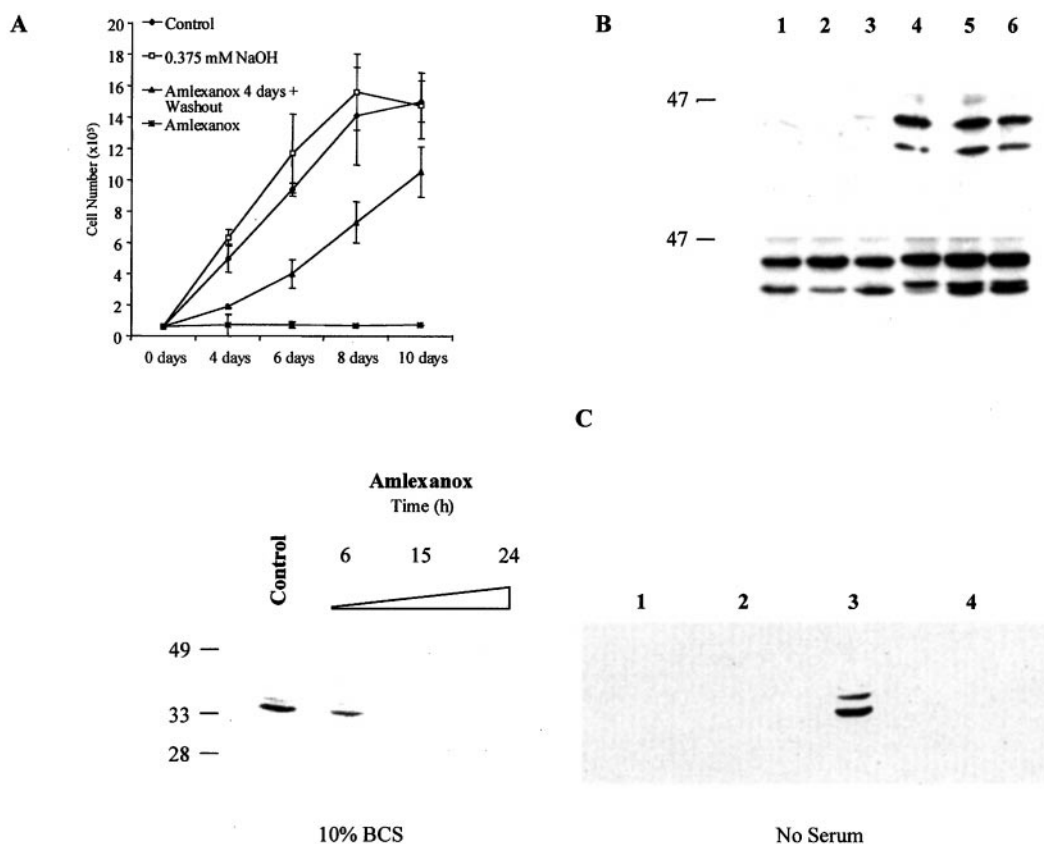 A
Control
0.375 mM NaOH
Amlexanox 4 days +
Washout
Amlexanox
Cell Number (x10⁵)
20
18
16
14
12
10
8
6
4
2
0
0 days 4 days 6 days 8 days 10 days
B
1 2 3 4 5 6
47
47
C
Amlexanox
Time (h)
Control
6 15 24
49
33
28
10% BCS
1 2 3 4
No Serum